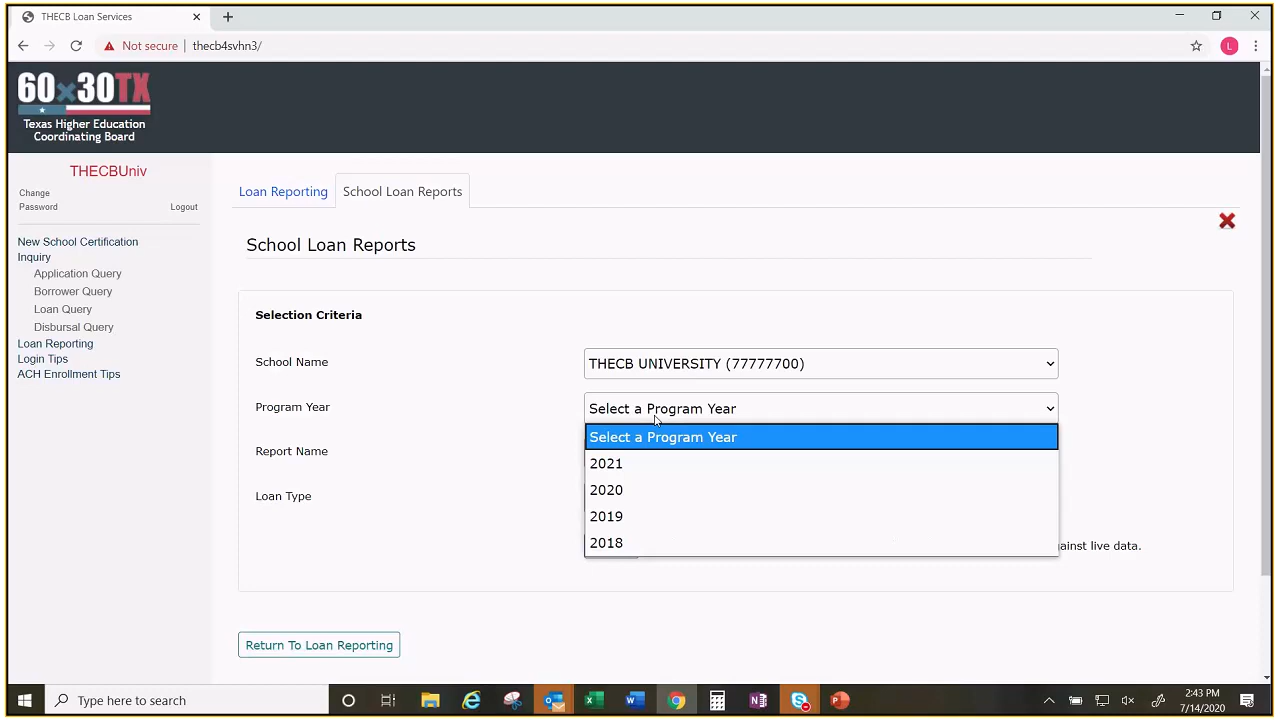 THECB Loan Services
Not secure | thecb4svhn3/
L
60x30TX
Texas Higher Education
Coordinating Board
THECBUniv
Change
Password
Logout
New School Certification
Inquiry
Application Query
Borrower Query
Loan Query
Disbursal Query
Loan Reporting
Login Tips
ACH Enrollment Tips
Loan Reporting
School Loan Reports
School Loan Reports
Selection Criteria
School Name
THECB UNIVERSITY (77777700)
Program Year
Select a Program Year
Select a Program Year
2021
2020
2019
2018
Report Name
Loan Type
ainst live data.
Return To Loan Reporting
Type here to search
2:43 PM
7/14/2020